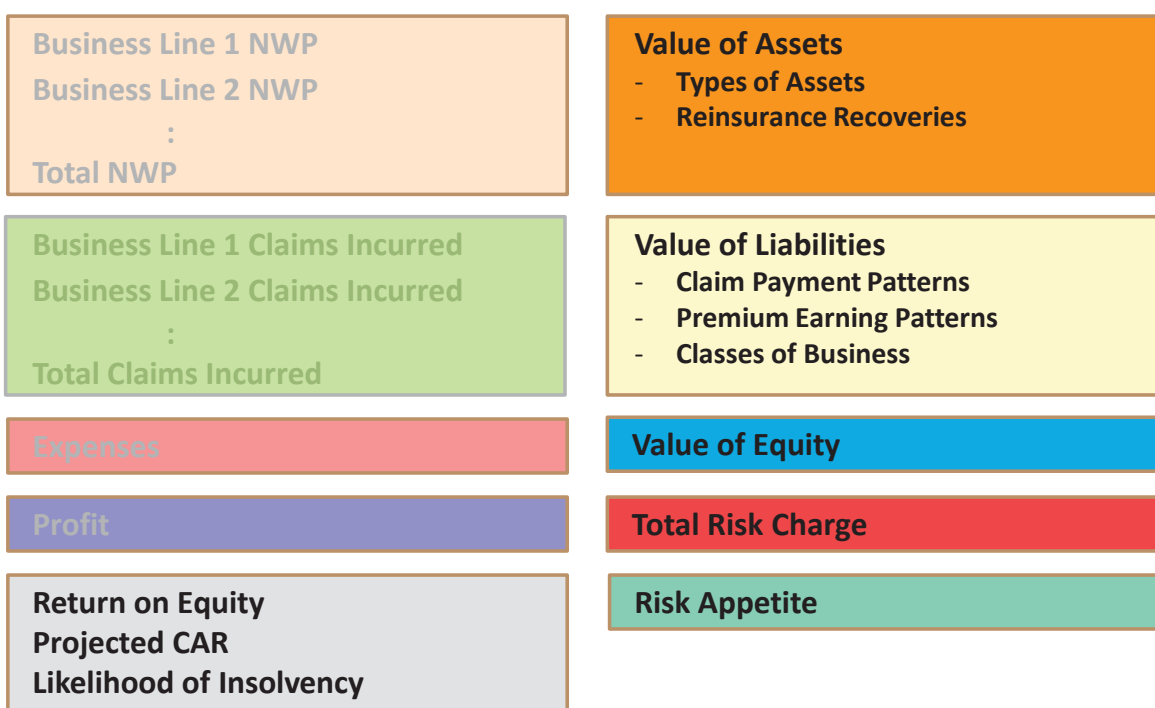 Business Line 1 NWP
Business Line 2 NWP
:
Total NWP
Business Line 1 Claims Incurred
Business Line 2 Claims Incurred
:
Total Claims Incurred
Expenses
Profit
Return on Equity
Projected CAR
Likelihood of Insolvency
Value of Assets
- Types of Assets
- Reinsurance Recoveries
Value of Liabilities
- Claim Payment Patterns
- Premium Earning Patterns
- Classes of Business
Value of Equity
Total Risk Charge
Risk Appetite